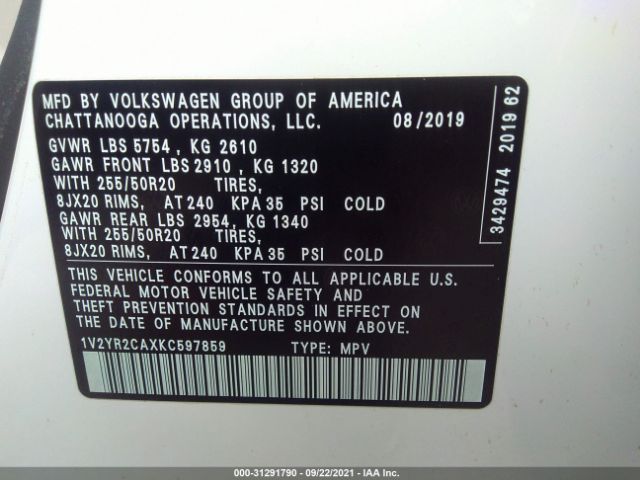 MFD BY VOLKSWAGEN GROUP OF AMERICA
CHATTANOOGA OPERATIONS, LLC. 08/2019
GVWR LBS 5754 , KG 2610
GAWR FRONT LBS 2910 , KG 1320
WITH 255/50R20 TIRES,
8JX20 RIMS, AT 240 KPA 35 PSI COLD
GAWR REAR LBS 2954 , KG 1340
WITH 255/50R20 TIRES,
8JX20 RIMS, AT 240 KPA 35 PSI COLD
THIS VEHICLE CONFORMS TO ALL APPLICABLE U.S.
FEDERAL MOTOR VEHICLE SAFETY AND
THEFT PREVENTION STANDARDS IN EFFECT ON
THE DATE OF MANUFACTURE SHOWN ABOVE.
1V2YR2CAXKC597859 TYPE: MPV
3429474 2019 62
000-31291790 - 09/22/2021 - IAA Inc.